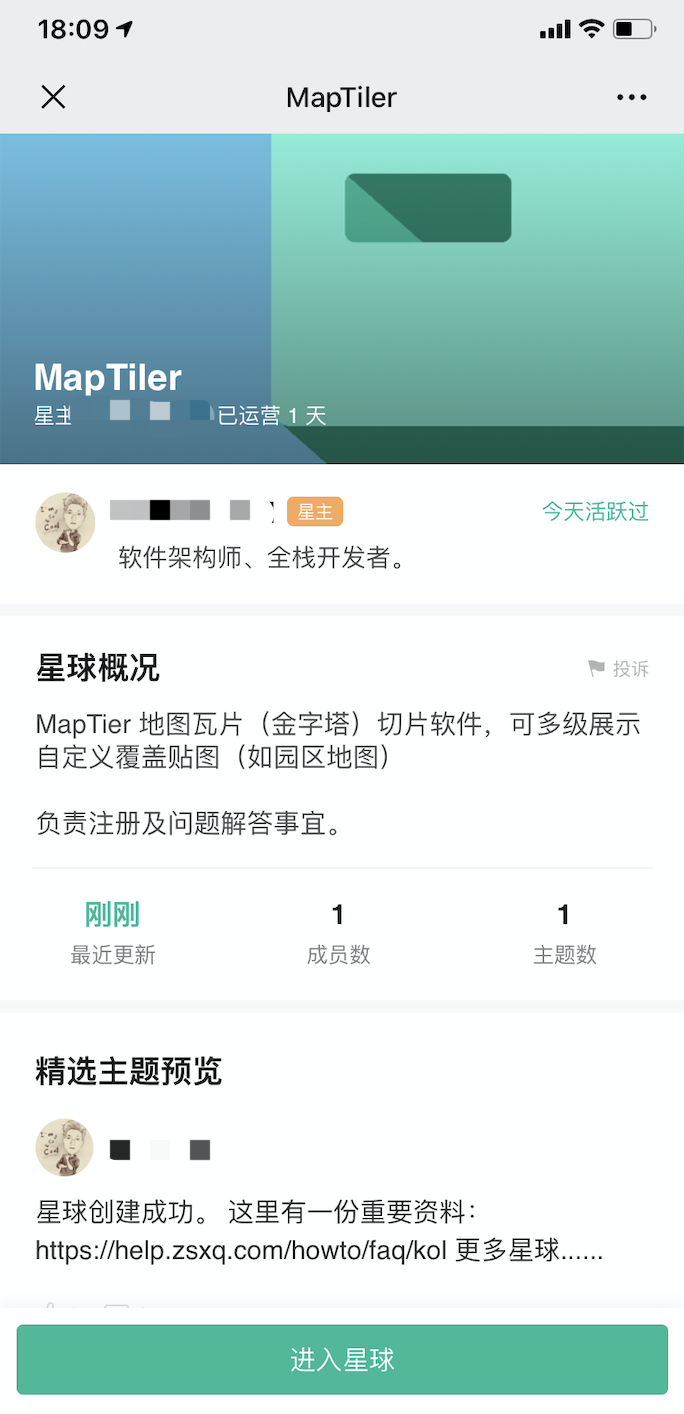 18:09
MapTiler
MapTiler
星主 已运营 1 天
星主 今天活跃过
软件架构师、全栈开发者。
星球概况 投诉
MapTier 地图瓦片（金字塔）切片软件，可多级展示
自定义覆盖贴图（如园区地图）
负责注册及问题解答事宜。
刚刚 1 1
最近更新 成员数 主题数
精选主题预览
星球创建成功。 这里有一份重要资料：
https://help.zsxq.com/howto/faq/kol 更多星球......
进入星球